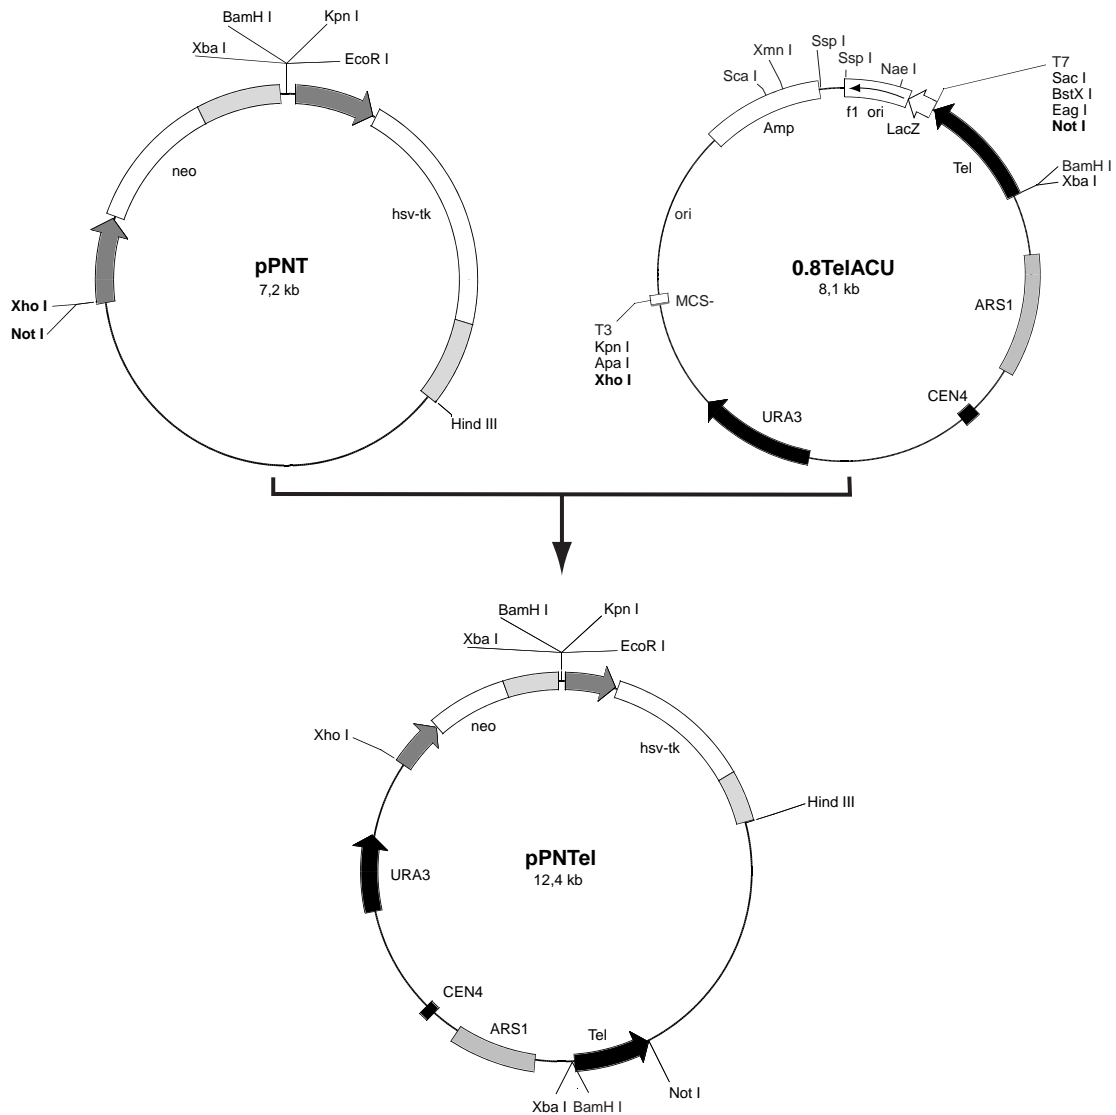 BamH I
Kpn I
Xba I
EcoR I
neo
hsv-tk
pPNT
7,2 kb
Xho I
Not I
Hind III
Ssp I
Xmn I
Ssp I
Sca I
Nae I
T7
Sac I
BstX I
Eag I
Not I
Amp
f1 ori
LacZ
Tel
BamH I
Xba I
ori
0.8TelACU
8,1 kb
MCS-
ARS1
T3
Kpn I
Apa I
Xho I
CEN4
URA3
BamH I
Kpn I
Xba I
EcoR I
Xho I
neo
hsv-tk
Hind III
pPNTel
12,4 kb
URA3
CEN4
ARS1
Tel
Not I
Xba I
BamH I